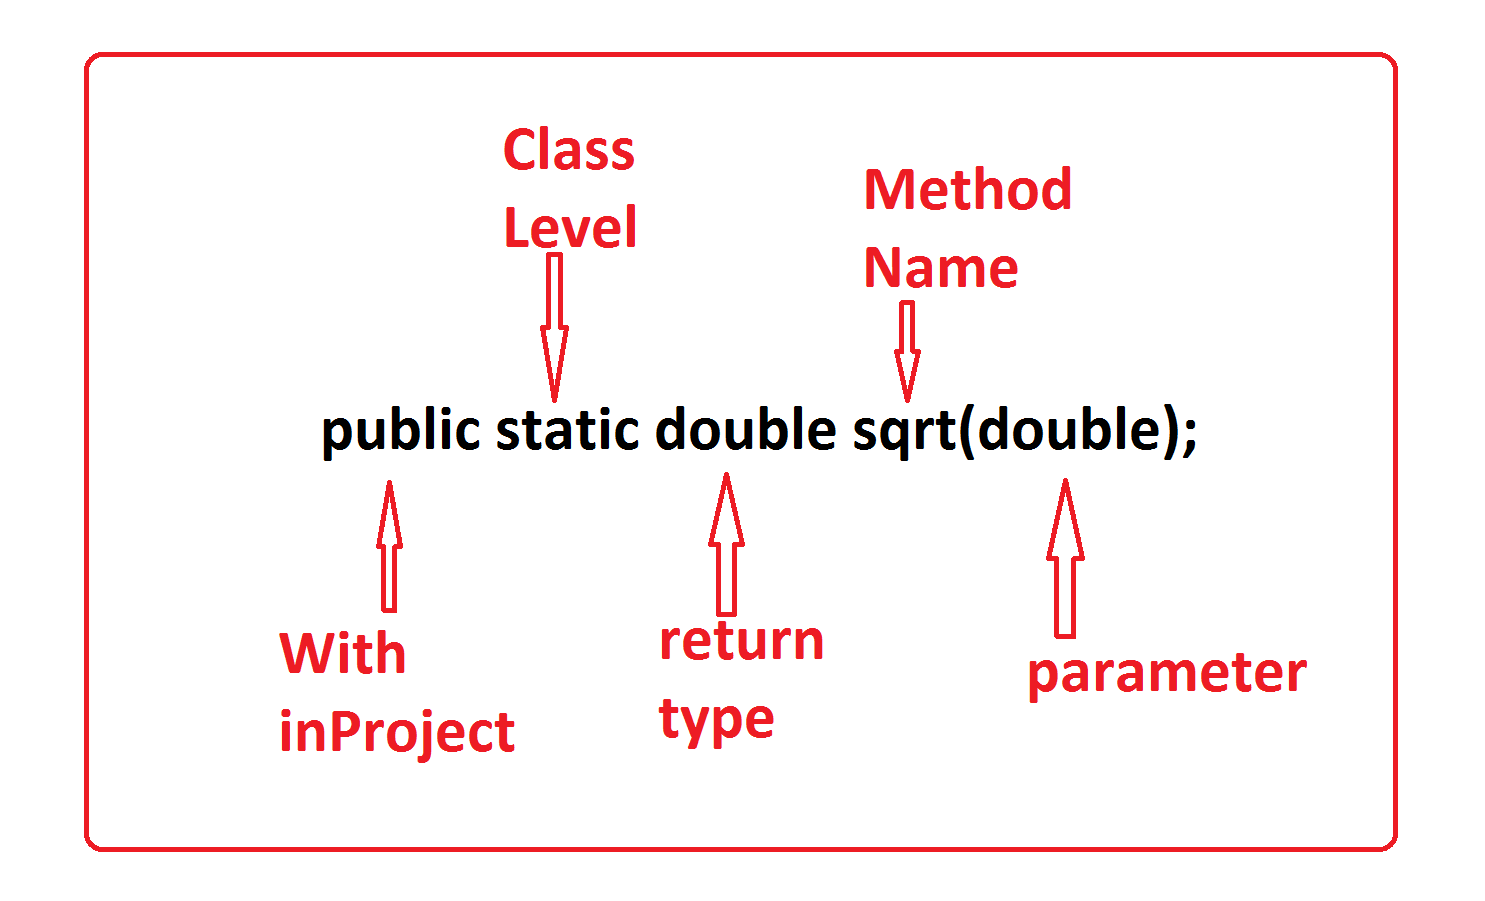 Class
Level
Method
Name
public static double sqrt(double);
With
inProject
return
type
parameter